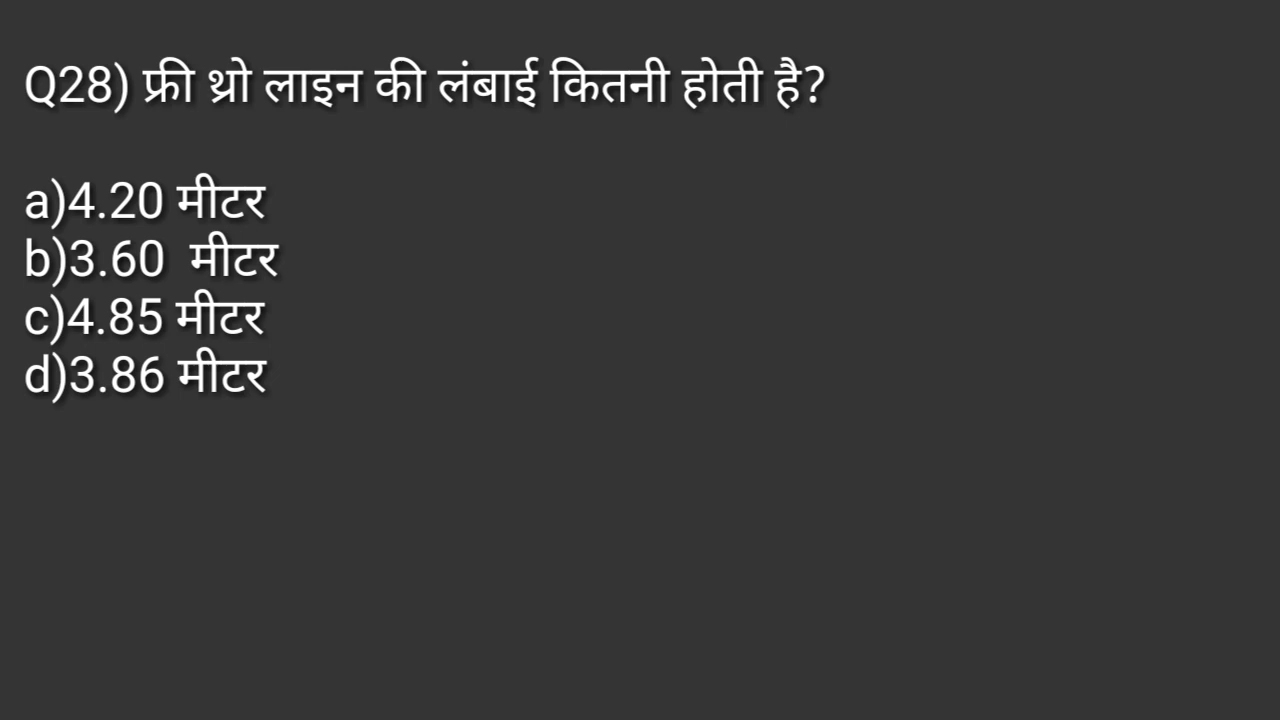 Q28) फ्री थ्रो लाइन की लंबाई कितनी होती है?
a)4.20 मीटर
b)3.60  मीटर
c)4.85 मीटर
d)3.86 मीटर